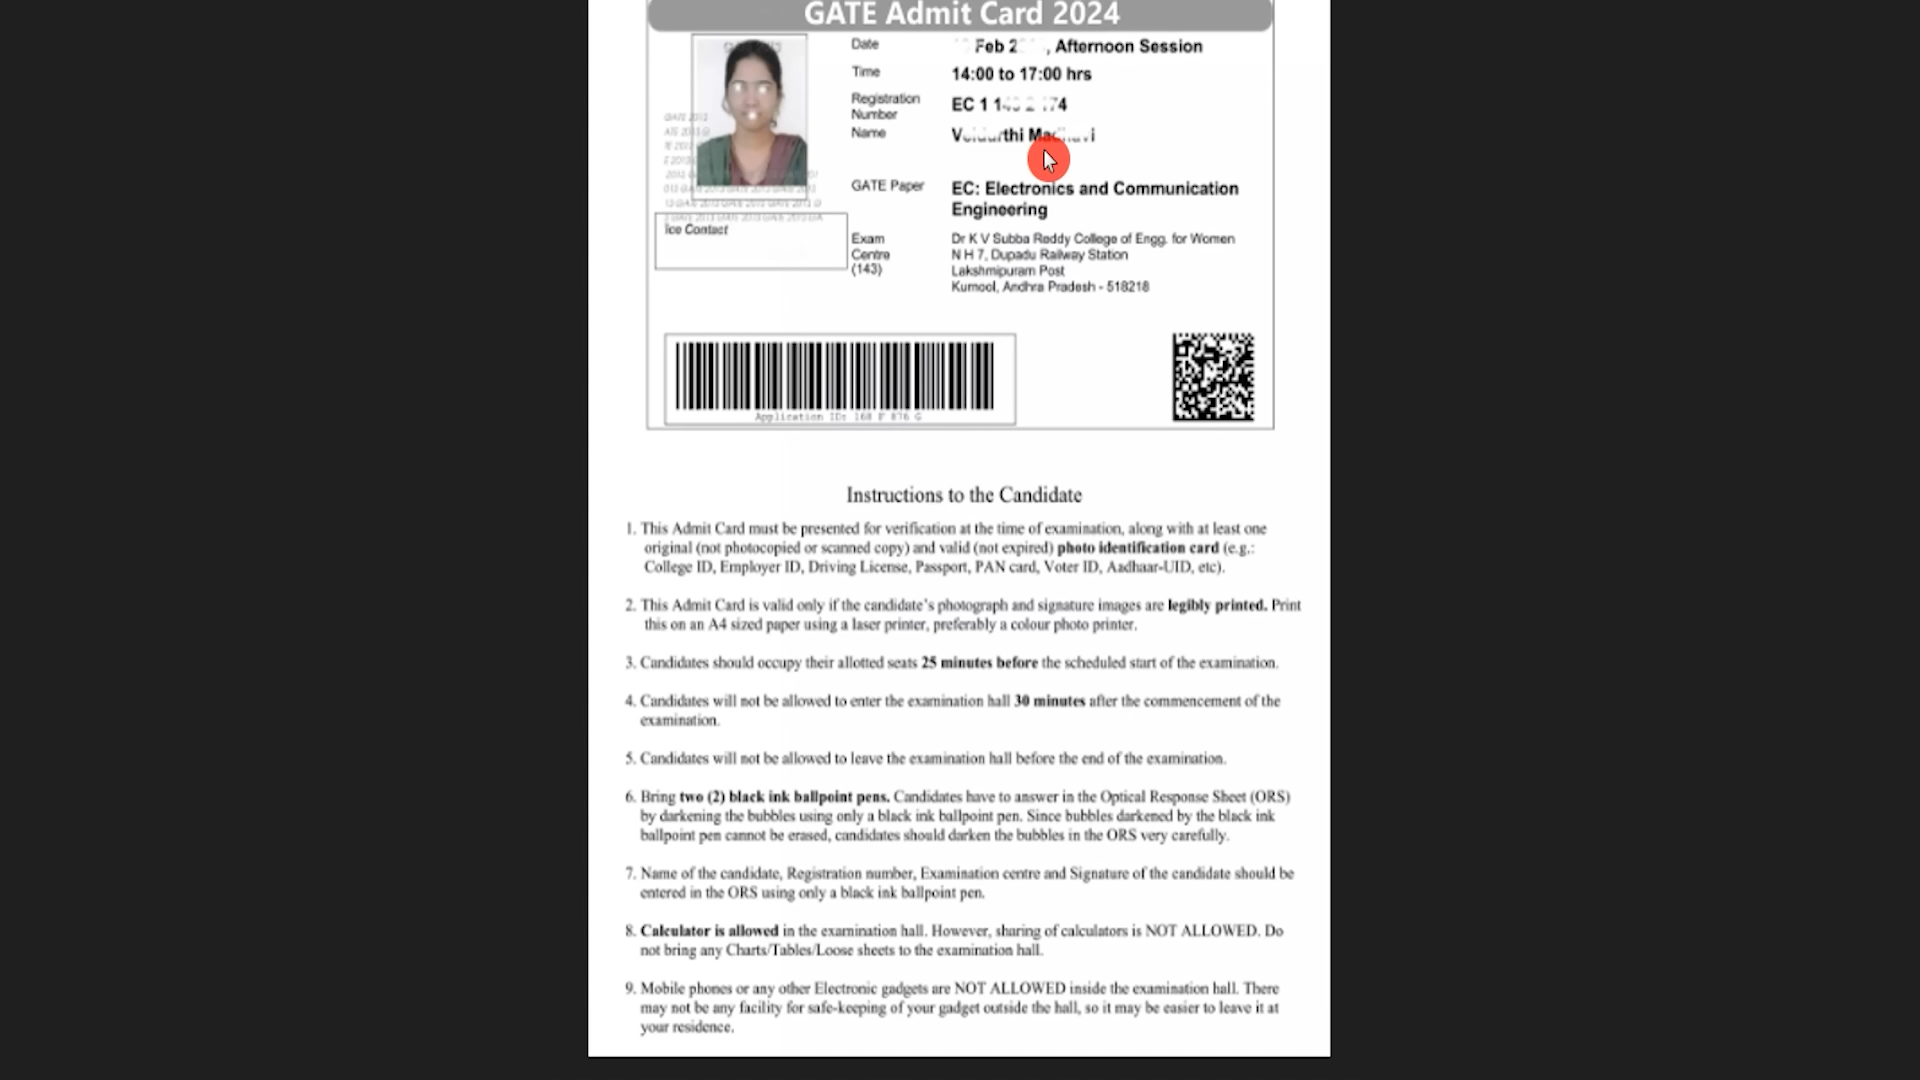 GATE Admit Card 2024
Date Feb 2 , Afternoon Session
Time 14:00 to 17:00 hrs
Registration
Number EC 1 1 74
Name
GATE Paper EC: Electronics and Communication
Engineering
ice Contact
Exam Dr K V Subba Reddy College of Engg. for Women
Centre N H 7, Dupadu Railway Station
(143) Lakshmipuram Post
Kurnool, Andhra Pradesh - 518218
Application ID: 168 F 876 G
Instructions to the Candidate
1. This Admit Card must be presented for verification at the time of examination, along with at least one
original (not photocopied or scanned copy) and valid (not expired) photo identification card (e.g.:
College ID, Employer ID, Driving License, Passport, PAN card, Voter ID, Aadhaar-UID, etc).
2. This Admit Card is valid only if the candidate's photograph and signature images are legibly printed. Print
this on an A4 sized paper using a laser printer, preferably a colour photo printer.
3. Candidates should occupy their allotted seats 25 minutes before the scheduled start of the examination.
4. Candidates will not be allowed to enter the examination hall 30 minutes after the commencement of the
examination.
5. Candidates will not be allowed to leave the examination hall before the end of the examination.
6. Bring two (2) black ink ballpoint pens. Candidates have to answer in the Optical Response Sheet (ORS)
by darkening the bubbles using only a black ink ballpoint pen. Since bubbles darkened by the black ink
ballpoint pen cannot be erased, candidates should darken the bubbles in the ORS very carefully.
7. Name of the candidate, Registration number, Examination centre and Signature of the candidate should be
entered in the ORS using only a black ink ballpoint pen.
8. Calculator is allowed in the examination hall. However, sharing of calculators is NOT ALLOWED. Do
not bring any Charts/Tables/Loose sheets to the examination hall.
9. Mobile phones or any other Electronic gadgets are NOT ALLOWED inside the examination hall. There
may not be any facility for safe-keeping of your gadget outside the hall, so it may be easier to leave it at
your residence.